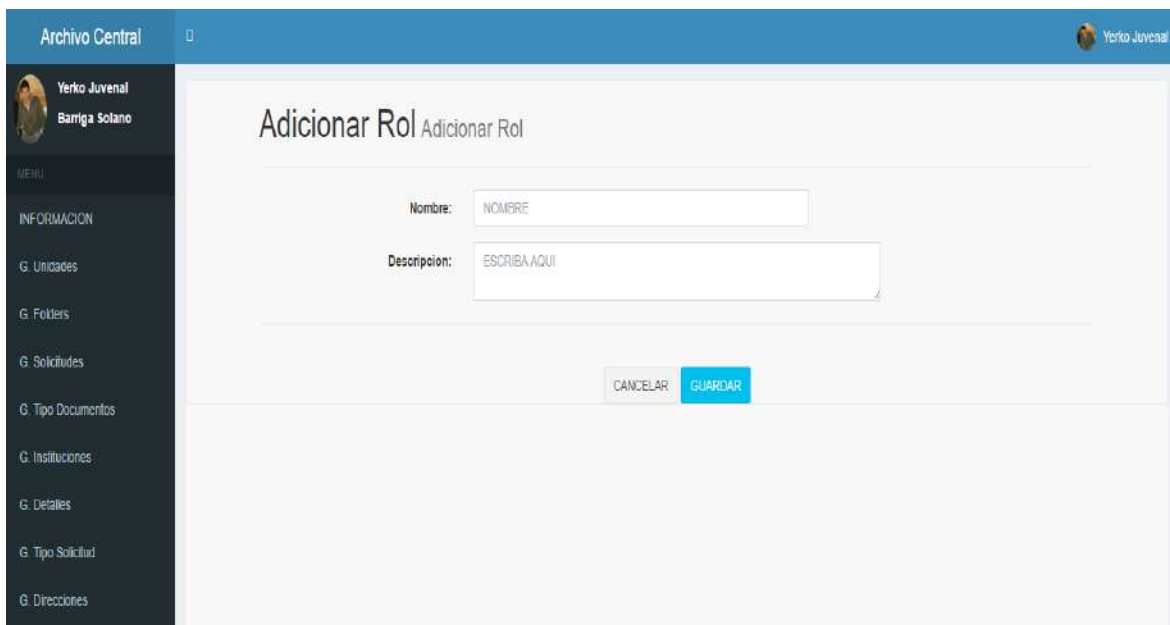 Archivo Central
Yerko Juvenal
Yerko Juvenal
Barriga Solano
MENU
INFORMACION
G. Unidades
G. Folders
G. Solicitudes
G. Tipo Documentos
G. Instituciones
G. Detalles
G. Tipo Solicitud
G. Direcciones
Adicionar Rol Adicionar Rol
Nombre: NOMBRE
Descripcion: ESCRIBA AQUI
CANCELAR GUARDAR